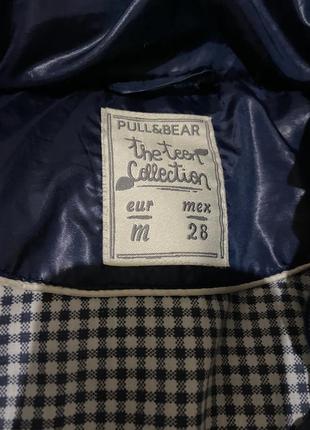 PULL&BEAR
the teen
Collection
eur mex
M 28